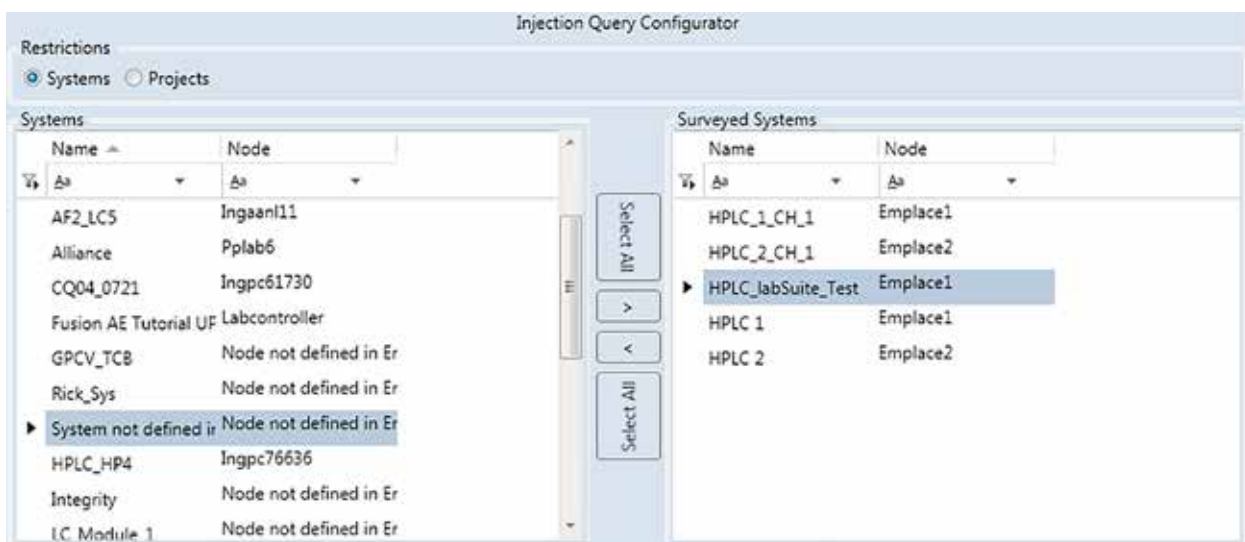 Injection Query Configurator
Restrictions
Systems Projects
Systems
Name Node
Aa Aa
AF2_LC5 Ingaanl11
Alliance Pplab6
CQ04_0721 Ingpc61730
Fusion AE Tutorial UF Labcontroller
GPCV_TCB Node not defined in Er
Rick_Sys Node not defined in Er
System not defined ir Node not defined in Er
HPLC_HP4 Ingpc76636
Integrity Node not defined in Er
LC_Module_1 Node not defined in Er
Select All
>
<
Select All
Surveyed Systems
Name Node
Aa Aa
HPLC_1_CH_1 Emplace1
HPLC_2_CH_1 Emplace2
HPLC_labSuite_Test Emplace1
HPLC 1 Emplace1
HPLC 2 Emplace2